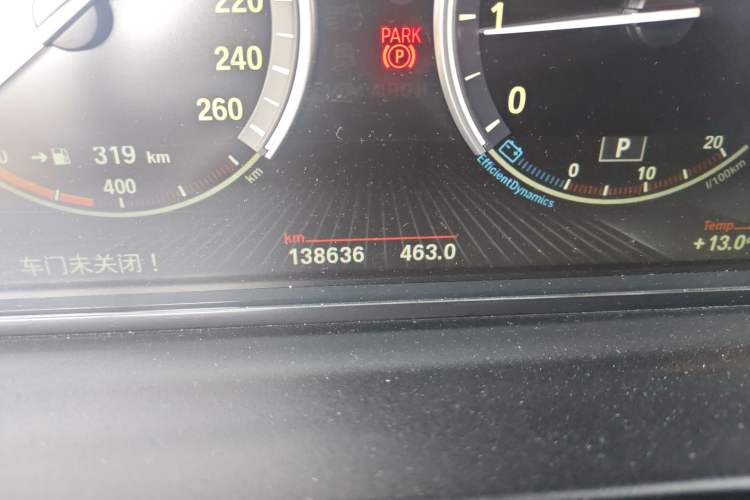 220
240
260
PARK
P
1
0
319 km
400
km
EfficientDynamics
P
0
10
20
l/100km
km
138636 463.0
Temp
+13.0
车门未关闭！